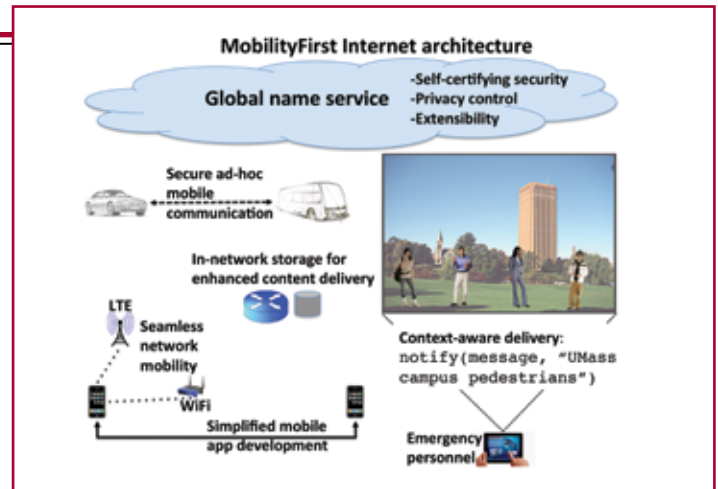 MobilityFirst Internet architecture
Global name service
-Self-certifying security
-Privacy control
-Extensibility
Secure ad-hoc
mobile
communication
In-network storage for
enhanced content delivery
LTE
Seamless
network
mobility
WiFi
Simplified mobile
app development
Context-aware delivery:
notify(message, “UMass
campus pedestrians”)
Emergency
personnel